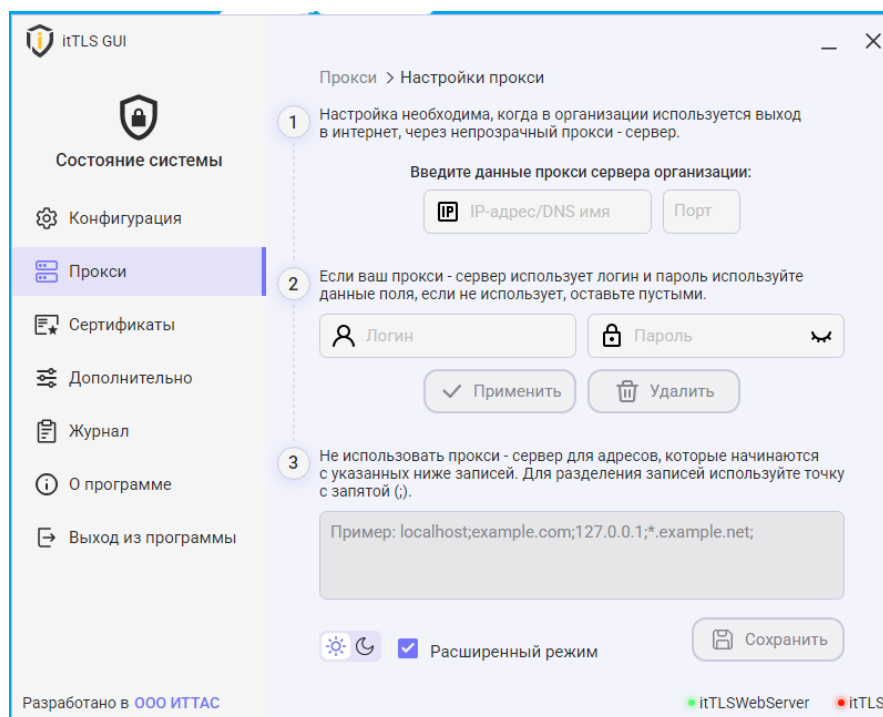 itTLS GUI
Состояние системы
Конфигурация
Прокси
Сертификаты
Дополнительно
Журнал
О программе
Выход из программы
Разработано в ООО ИТТАС
Прокси > Настройки прокси
1
Настройка необходима, когда в организации используется выход
в интернет, через непрозрачный прокси - сервер.
Введите данные прокси сервера организации:
IP IP-адрес/DNS имя Порт
2
Если ваш прокси - сервер использует логин и пароль используйте
данные поля, если не использует, оставьте пустыми.
Логин Пароль
Применить Удалить
3
Не использовать прокси - сервер для адресов, которые начинаются
с указанных ниже записей. Для разделения записей используйте точку
с запятой (;).
Пример: localhost;example.com;127.0.0.1;*.example.net;
Расширенный режим Сохранить
itTLSWebServer itTLS